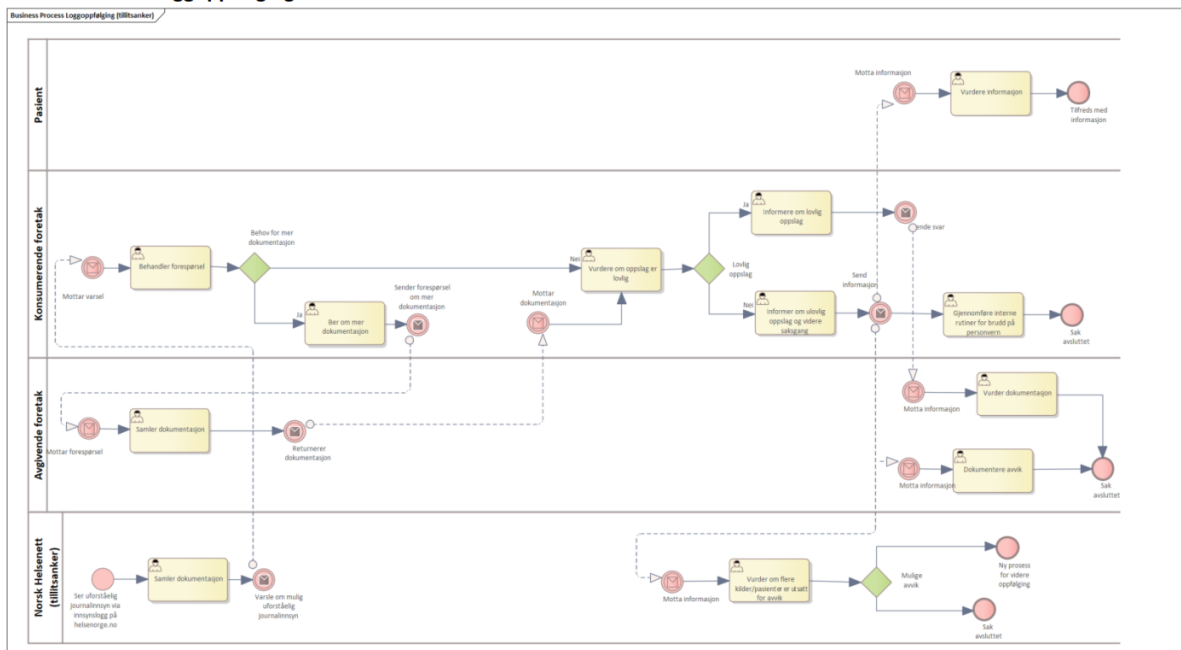 Business Process Loggoppfølging (tillitsanker)
Pasient
Motta informasjon
Vurdere informasjon
Tilfreds med
informasjon
Konsumerende foretak
Mottar varsel
Behandler forespørsel
Behov for mer
dokumentasjon
Nei
Ja
Ber om mer
dokumentasjon
Sender forespørsel
om mer
dokumentasjon
Mottar
dokumentasjon
Vurdere om oppslag er
lovlig
Lovlig
oppslag
Ja
Informere om lovlig
oppslag
ende svar
Nei
Informer om ulovlig
oppslag og videre
saksgang
Send
informasjon
Gjennomføre interne
rutiner for brudd på
personvern
Sak
avsluttet
Avgivende foretak
Mottar forespørsel
Samler dokumentasjon
Returnerer
dokumentasjon
Motta informasjon
Vurder dokumentasjon
Motta informasjon
Dokumentere avvik
Sak
avsluttet
Norsk Helsenett
(tillitsanker)
Ser uforståelig
journalinnsyn via
innsynslogg på
helsenorge.no
Samler dokumentasjon
Varsle om mulig
uforståelig
journalinnsyn
Motta informasjon
Vurder om flere
kilder/pasienter er utsatt
for avvik
Mulige
avvik
Ny prosess
for videre
oppfølging
Sak
avsluttet